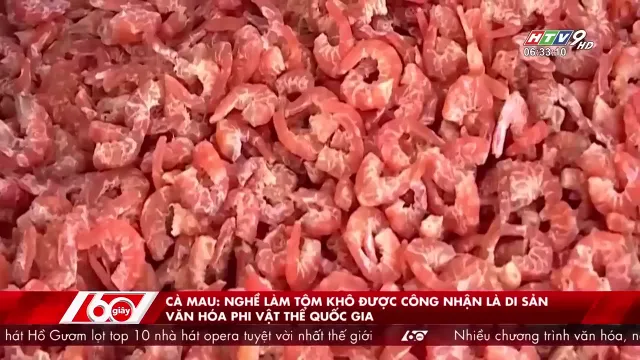 HTV9 HD
06:33:10
60 giây
CÀ MAU: NGHỀ LÀM TÔM KHÔ ĐƯỢC CÔNG NHẬN LÀ DI SẢN
VĂN HÓA PHI VẬT THỂ QUỐC GIA
hát Hồ Gươm lọt top 10 nhà hát opera tuyệt vời nhất thế giới 60 giây Nhiều chương trình văn hóa, n